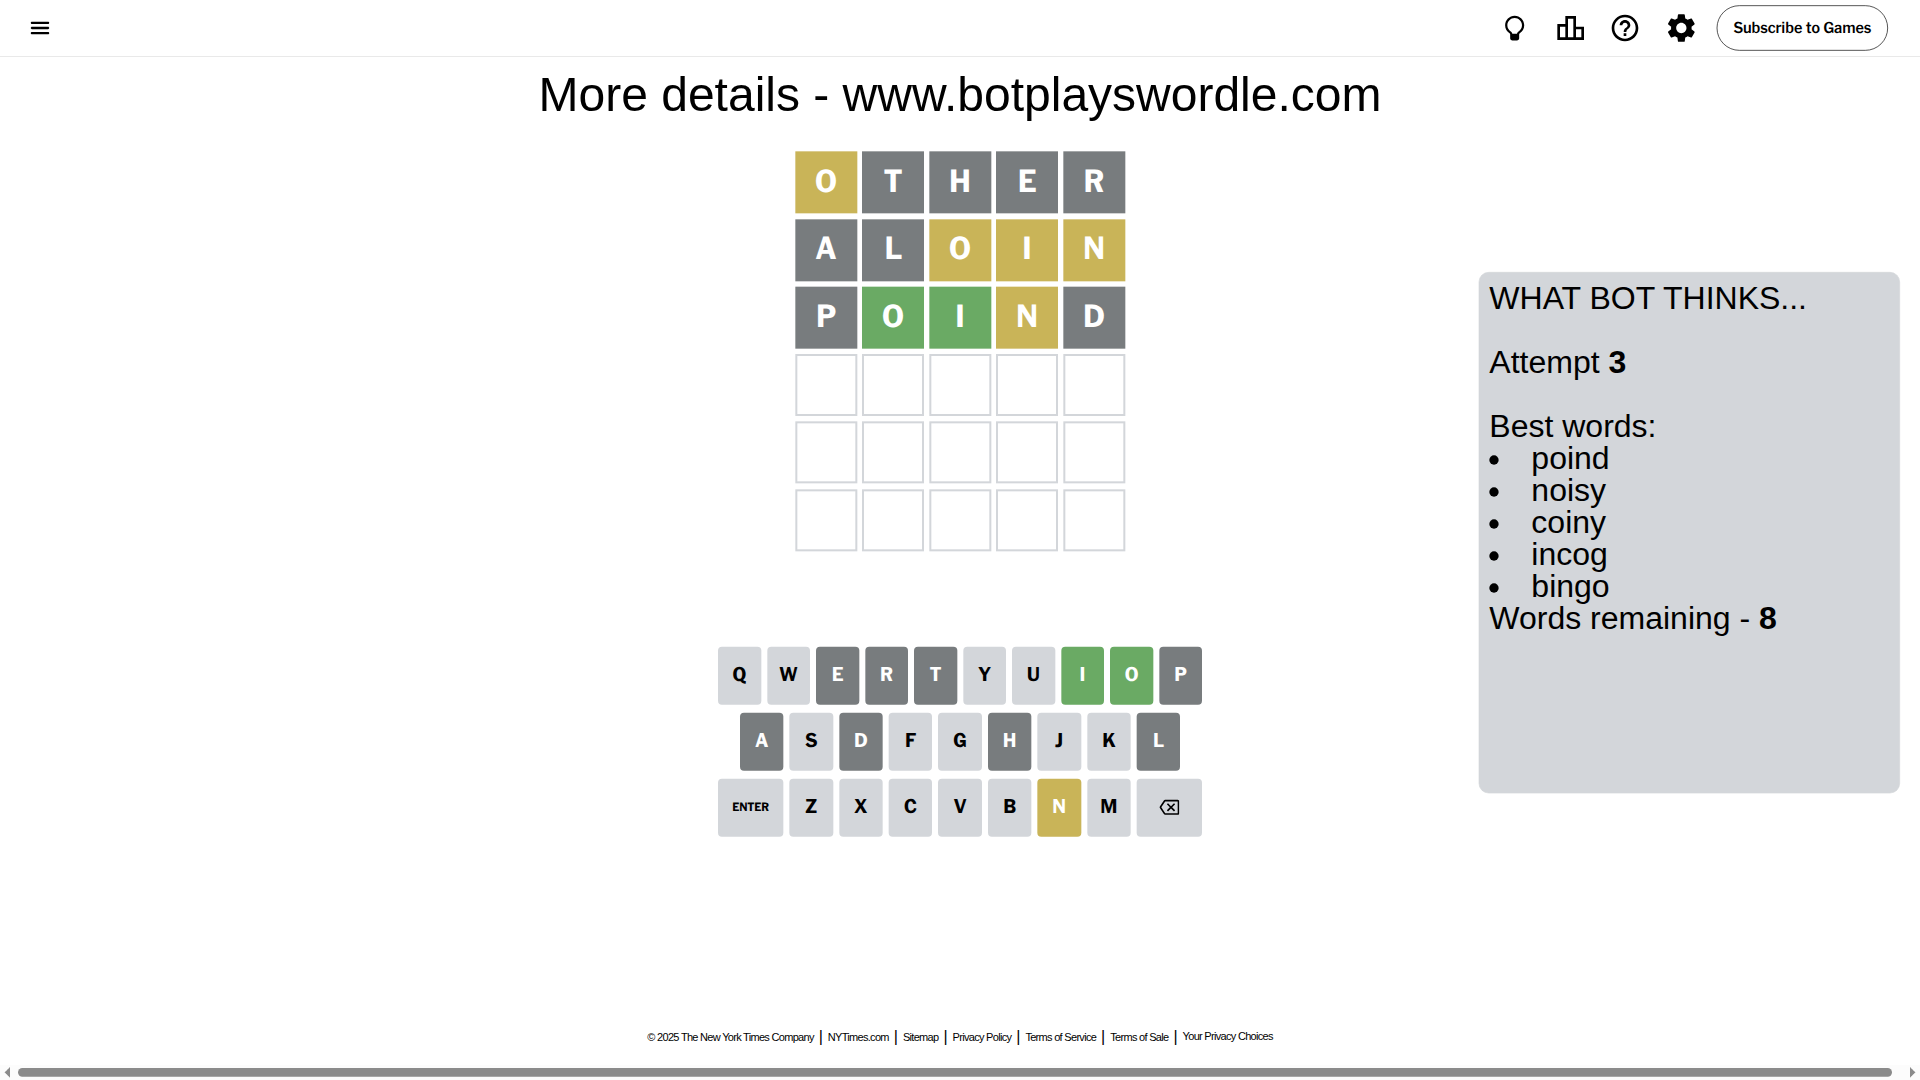 Subscribe to Games
More details - www.botplayswordle.com
O T H E R
A L O I N
P O I N D
WHAT BOT THINKS...
Attempt 3
Best words:
• poind
• noisy
• coiny
• incog
• bingo
Words remaining - 8
Q W E R T Y U I O P
A S D F G H J K L
ENTER Z X C V B N M
© 2025 The New York Times Company | NYTimes.com | Sitemap | Privacy Policy | Terms of Service | Terms of Sale | Your Privacy Choices